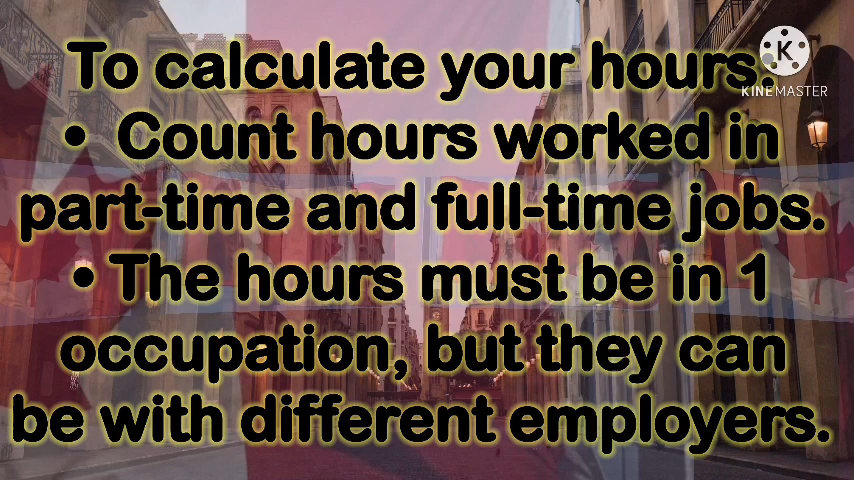 To calculate your hours.
• Count hours worked in
part-time and full-time jobs.
• The hours must be in 1
occupation, but they can
be with different employers.
K
KINEMASTER